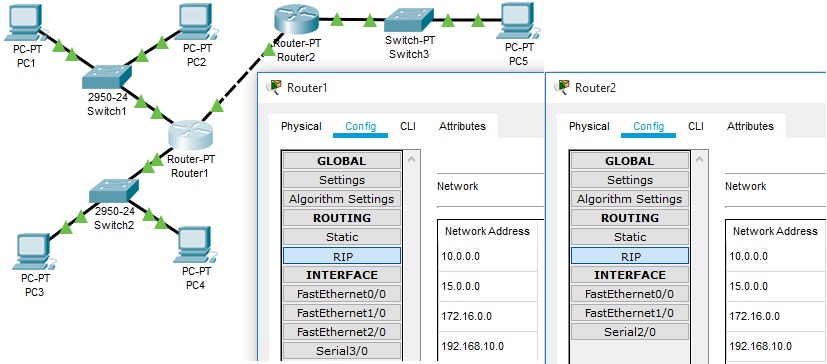 PC-PT
PC1
PC-PT
PC2
2950-24
Switch1
Router-PT
Router1
2950-24
Switch2
PC-PT
PC3
PC-PT
PC4
Router-PT
Router2
Switch-PT
Switch3
PC-PT
PC5
Router1
Physical Config CLI Attributes
GLOBAL
Settings
Algorithm Settings
ROUTING
Static
RIP
INTERFACE
FastEthernet0/0
FastEthernet1/0
FastEthernet2/0
Serial3/0
Network
Network Address
10.0.0.0
15.0.0.0
172.16.0.0
192.168.10.0
Router2
Physical Config CLI Attributes
GLOBAL
Settings
Algorithm Settings
ROUTING
Static
RIP
INTERFACE
FastEthernet0/0
FastEthernet1/0
Serial2/0
Network
Network Address
10.0.0.0
15.0.0.0
172.16.0.0
192.168.10.0